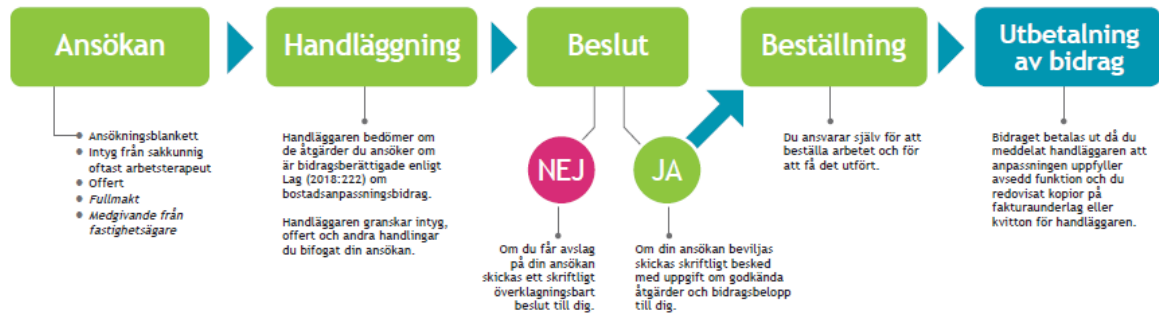 Ansökan
Ansökningsblankett
Intyg från sakkunnig
oftast arbetsterapeut
Offert
Fullmakt
Medgivande från
fastighetsägare
Handläggning
Handläggaren bedömer om
de åtgärder du ansöker om
är bidragsberättigade enligt
Lag (2018:222) om
bostadsanpassningsbidrag.
Handläggaren granskar intyg,
offert och andra handlingar
du bifogat din ansökan.
Beslut
NEJ
Om du får avslag
på din ansökan
skickas ett skriftligt
överklagningsbart
beslut till dig.
JA
Om din ansökan beviljas
skickas skriftligt besked
med uppgift om godkända
åtgärder och bidragsbelopp
till dig.
Beställning
Du ansvarar själv för att
beställa arbetet och för
att få det utfört.
Utbetalning
av bidrag
Bidraget betalas ut då du
meddelat handläggaren att
anpassningen uppfyller
avsedd funktion och du
redovisat kopior på
fakturaunderlag eller
kvitton för handläggaren.